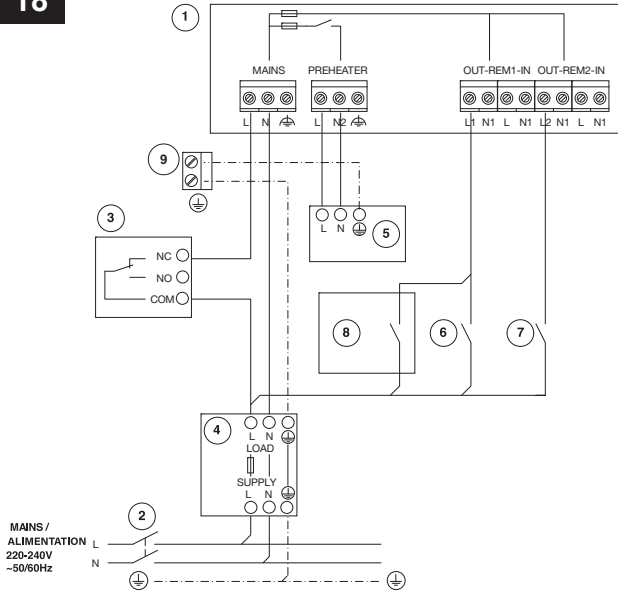 18
1
MAINS PREHEATER OUT-REM1-IN OUT-REM2-IN
L N L N2 L1 N1 L N1 L2 N1 L N1
9
3
NC
NO
COM
L N
5
8
6
7
4
L N
LOAD
SUPPLY
L N
2
MAINS /
ALIMENTATION
220-240V
~50/60Hz
L
N